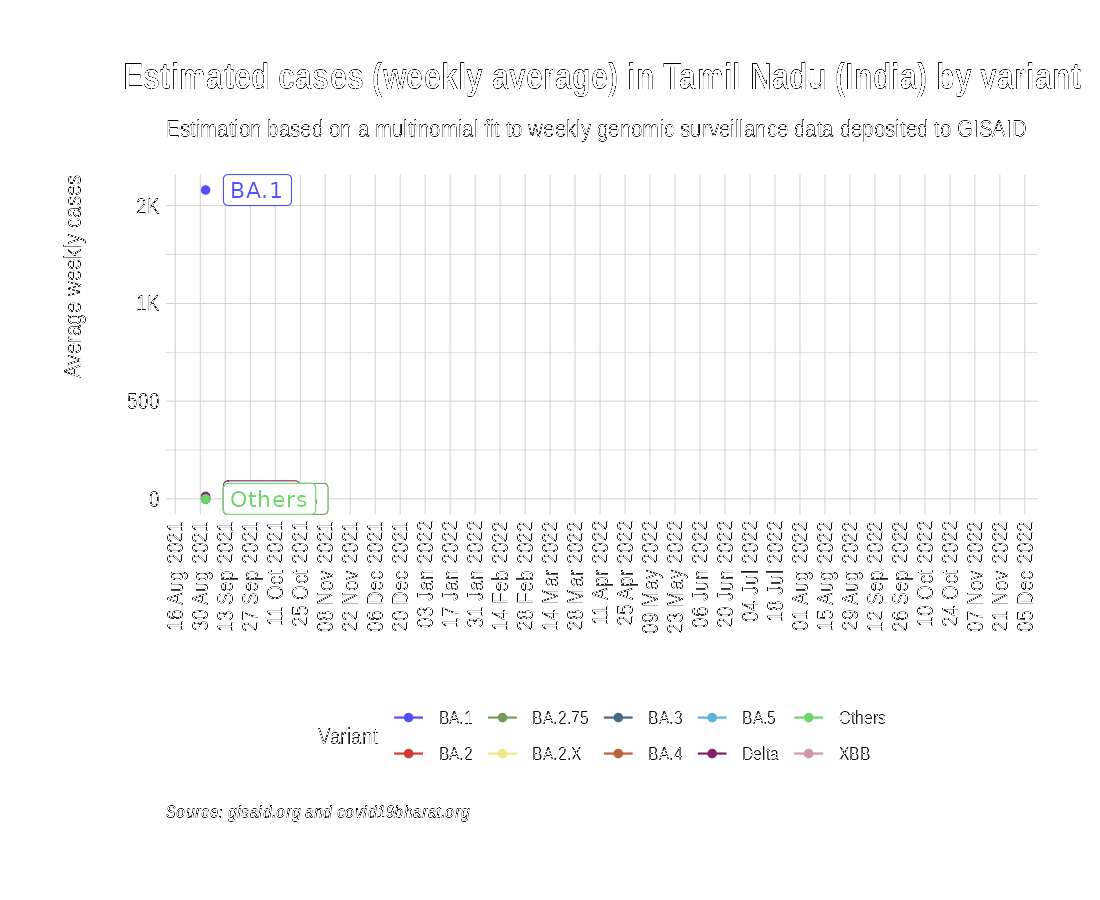 Estimated cases (weekly average) in Tamil Nadu (India) by variant
Estimation based on a multinomial fit to weekly genomic surveillance data deposited to GISAID
Average weekly cases
2K
1K
500
0
BA.1
Others
16 Aug 2021
30 Aug 2021
13 Sep 2021
27 Sep 2021
11 Oct 2021
25 Oct 2021
08 Nov 2021
22 Nov 2021
06 Dec 2021
20 Dec 2021
03 Jan 2022
17 Jan 2022
31 Jan 2022
14 Feb 2022
28 Feb 2022
14 Mar 2022
28 Mar 2022
11 Apr 2022
25 Apr 2022
09 May 2022
23 May 2022
06 Jun 2022
20 Jun 2022
04 Jul 2022
18 Jul 2022
01 Aug 2022
15 Aug 2022
29 Aug 2022
12 Sep 2022
26 Sep 2022
10 Oct 2022
24 Oct 2022
07 Nov 2022
21 Nov 2022
05 Dec 2022
Variant
BA.1 BA.2.75 BA.3 BA.5 Others
BA.2 BA.2.X BA.4 Delta XBB
Source: gisaid.org and covid19bharat.org